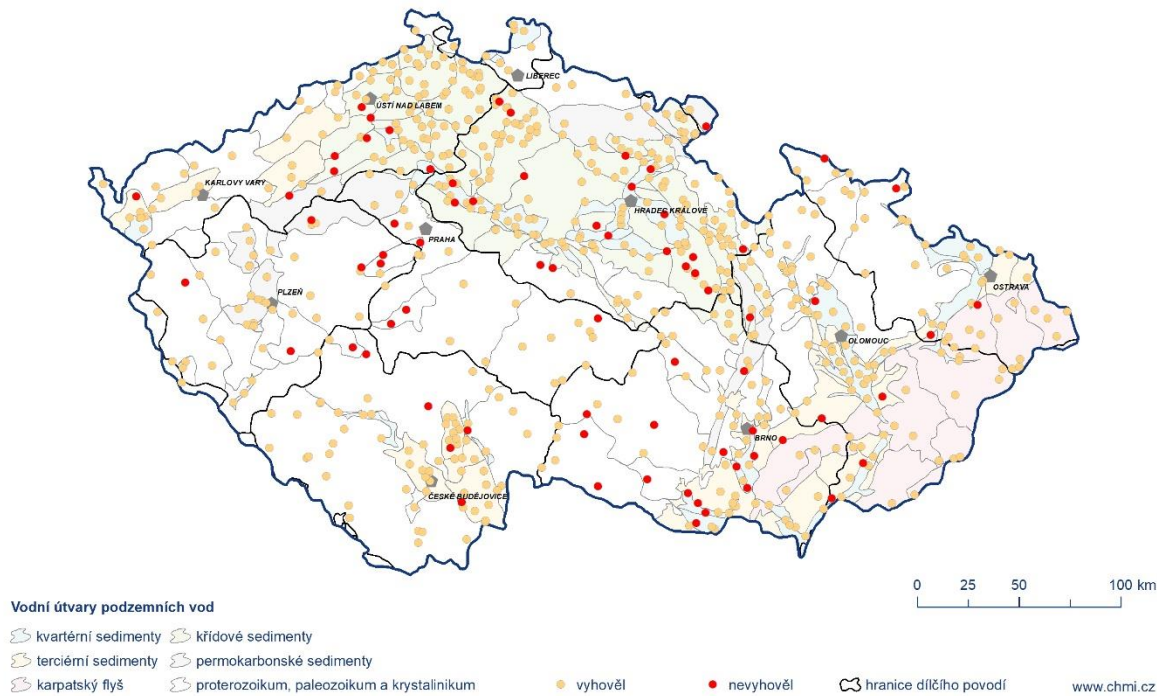 LIBEREC
ÚSTÍ NAD LABEM
KARLOVY VARY
HRADEC KRÁLOVÉ
PRAHA
PLZEŇ
OSTRAVA
OLOMOUC
BRNO
ČESKÉ BUDĚJOVICE
0 25 50 100 km
Vodní útvary podzemních vod
kvartérní sedimenty křídové sedimenty
terciérní sedimenty permokarbonské sedimenty
karpatský flyš proterozoikum, paleozoikum a krystalinikum vyhověl nevyhověl hranice dílčího povodí www.chmi.cz